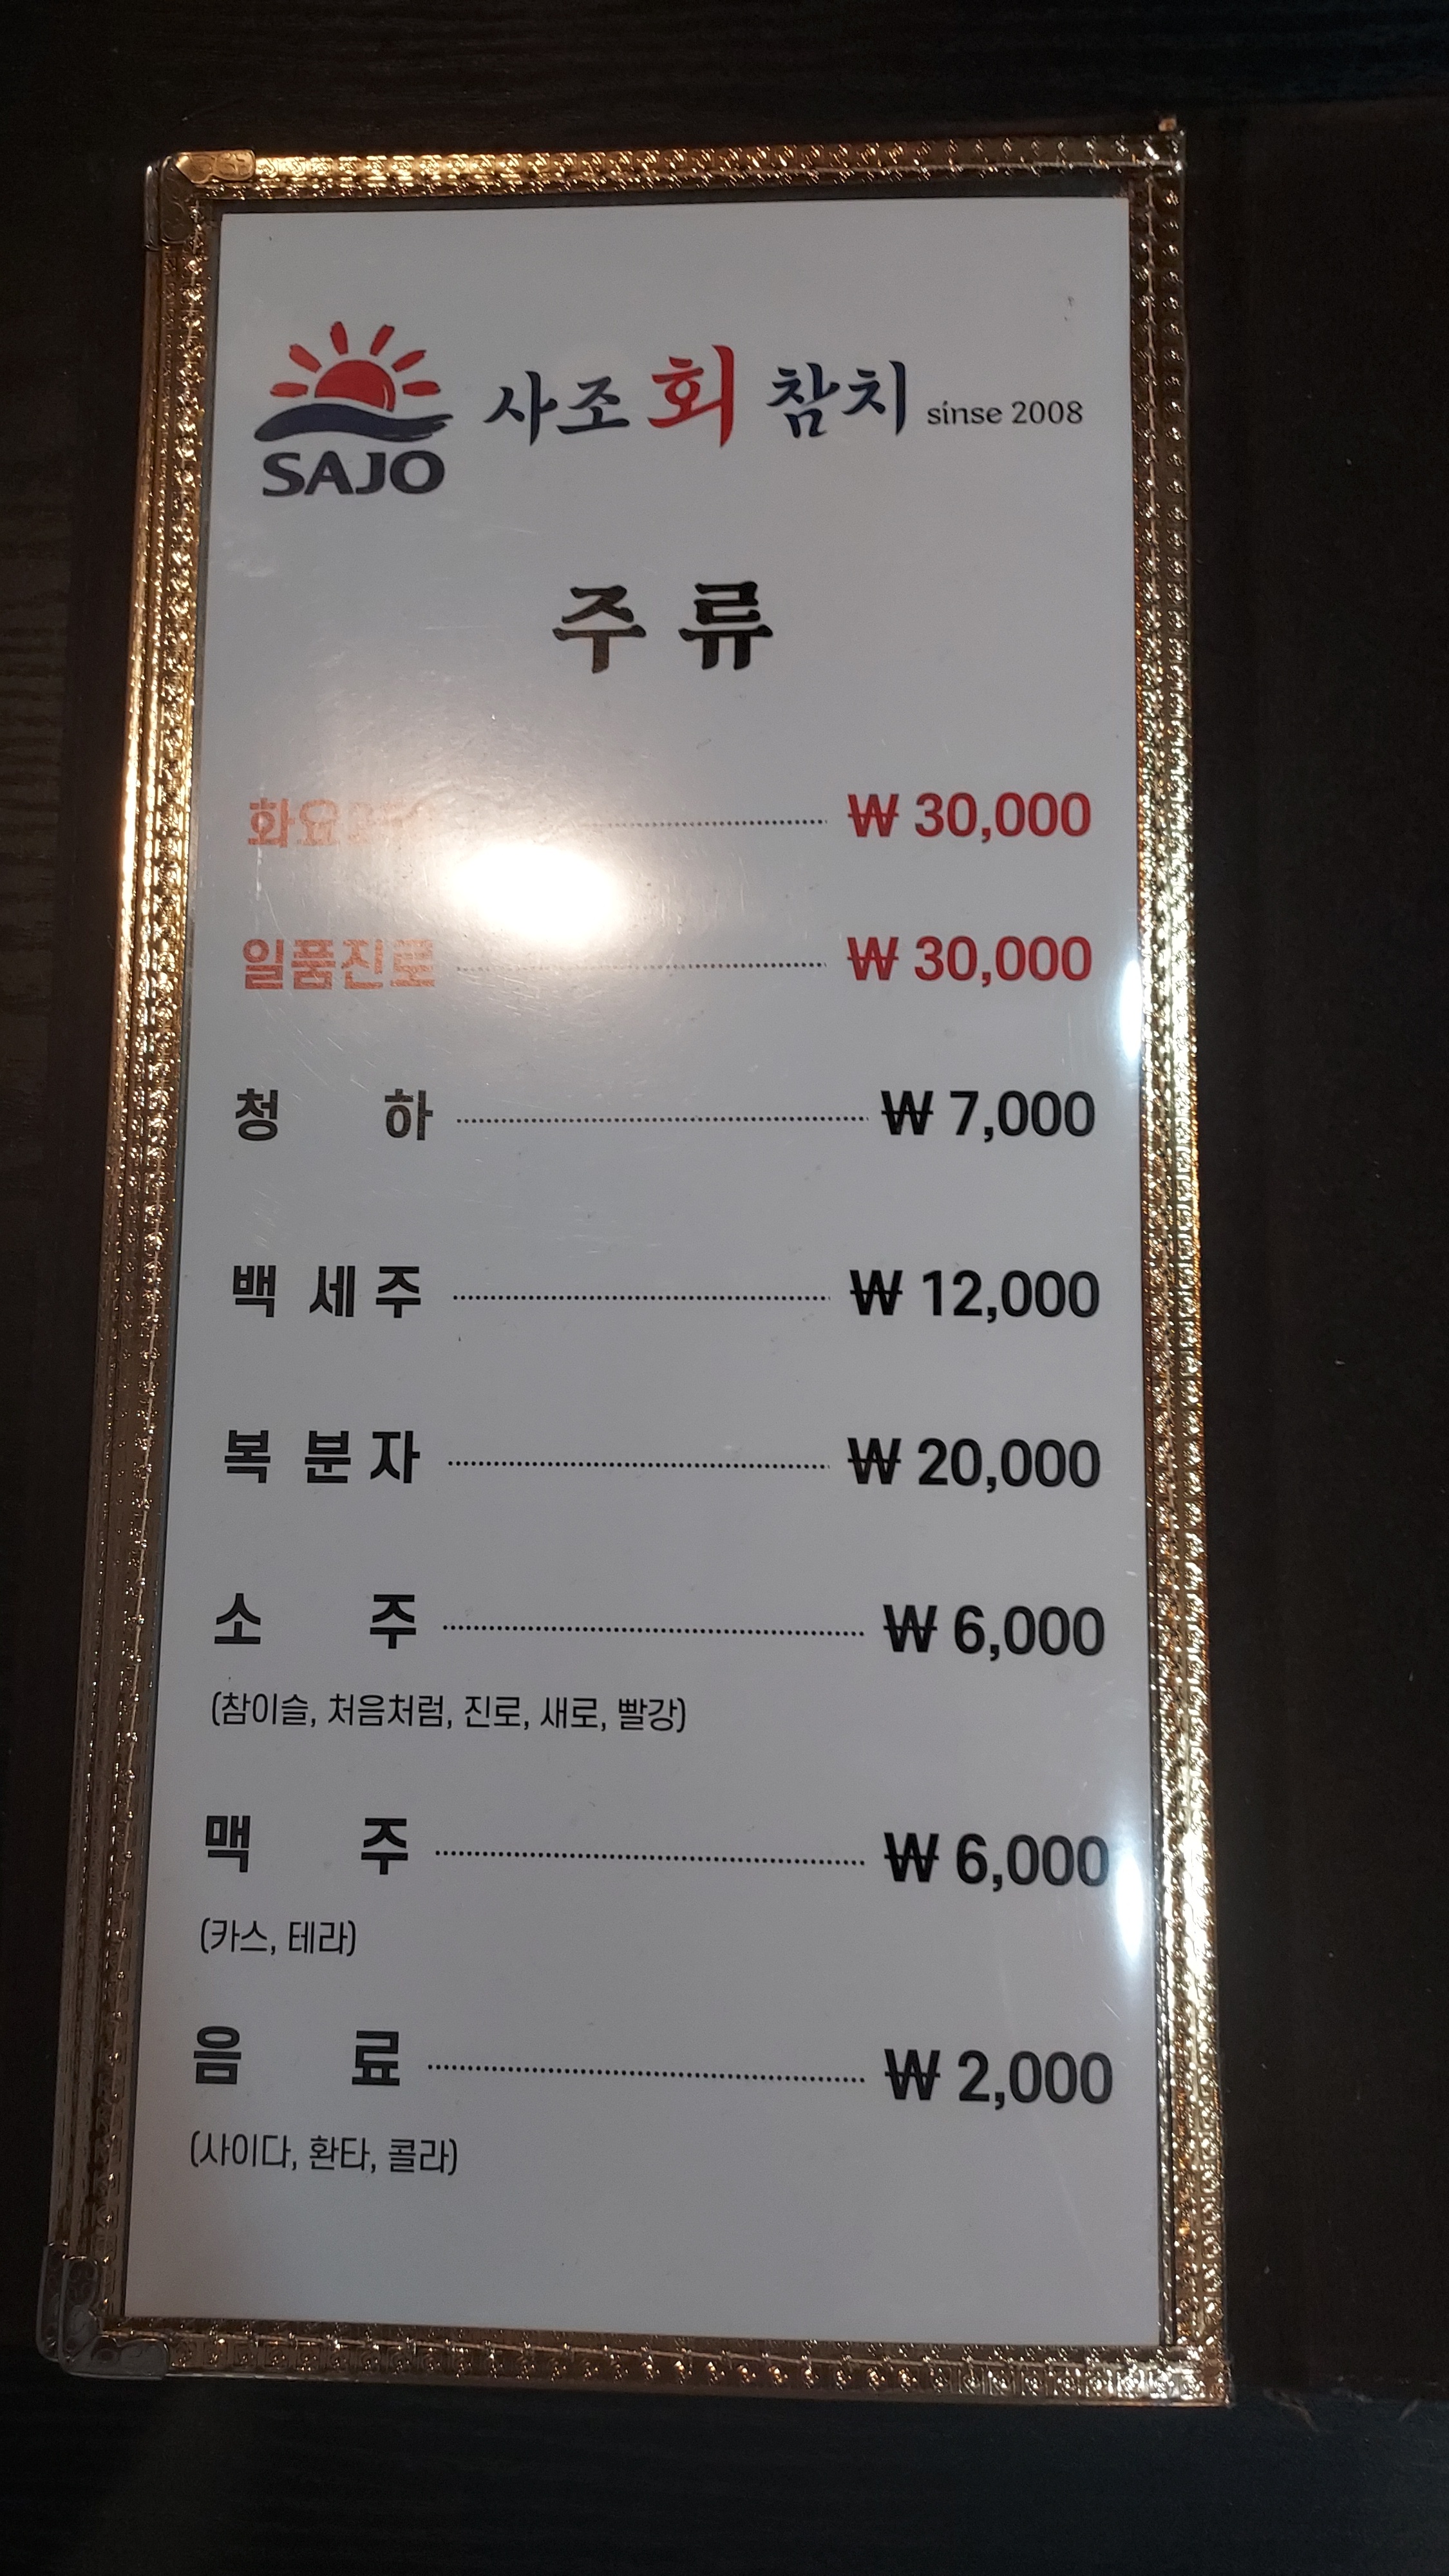 사조 회 참치 sinse 2008
SAJO
주류
화요 ₩ 30,000
일품진로 ₩ 30,000
청 하 ₩ 7,000
백 세 주 ₩ 12,000
복 분 자 ₩ 20,000
소 주 ₩ 6,000
(참이슬, 처음처럼, 진로, 새로, 빨강)
맥 주 ₩ 6,000
(카스, 테라)
음 료 ₩ 2,000
(사이다, 환타, 콜라)